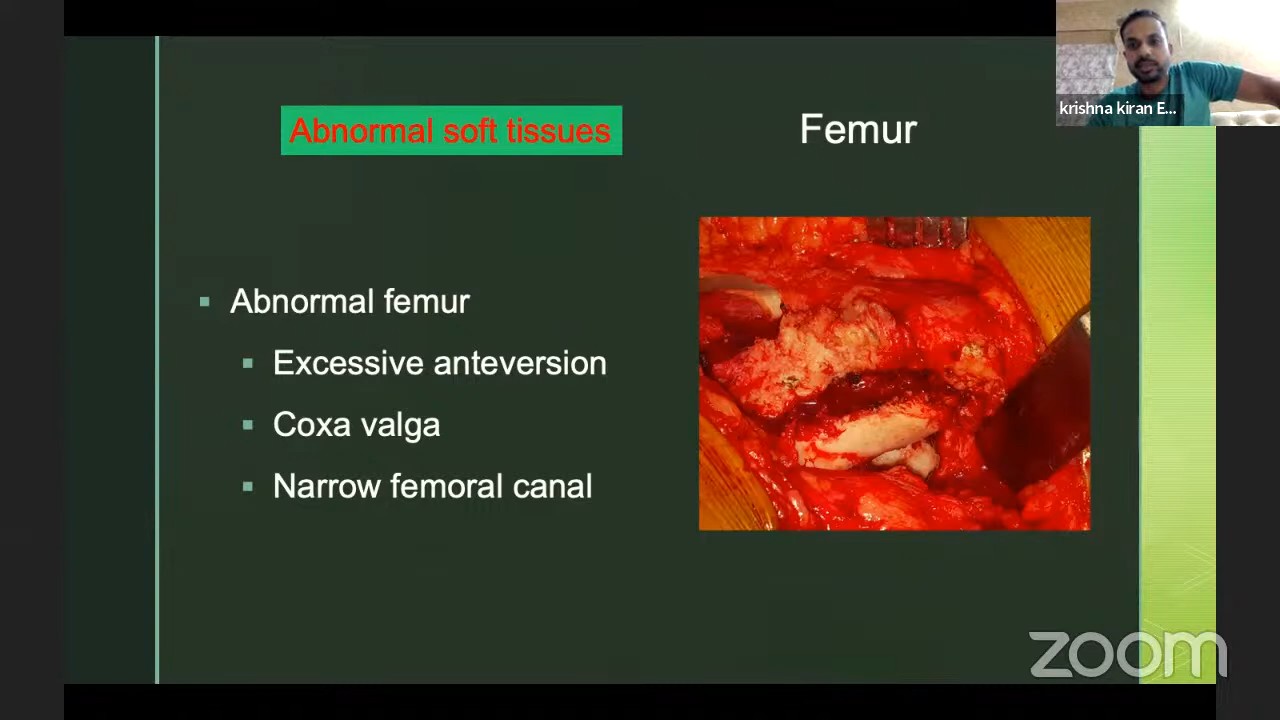 krishna kiran E...
Abnormal soft tissues
Femur
Abnormal femur
Excessive anteversion
Coxa valga
Narrow femoral canal
zoom